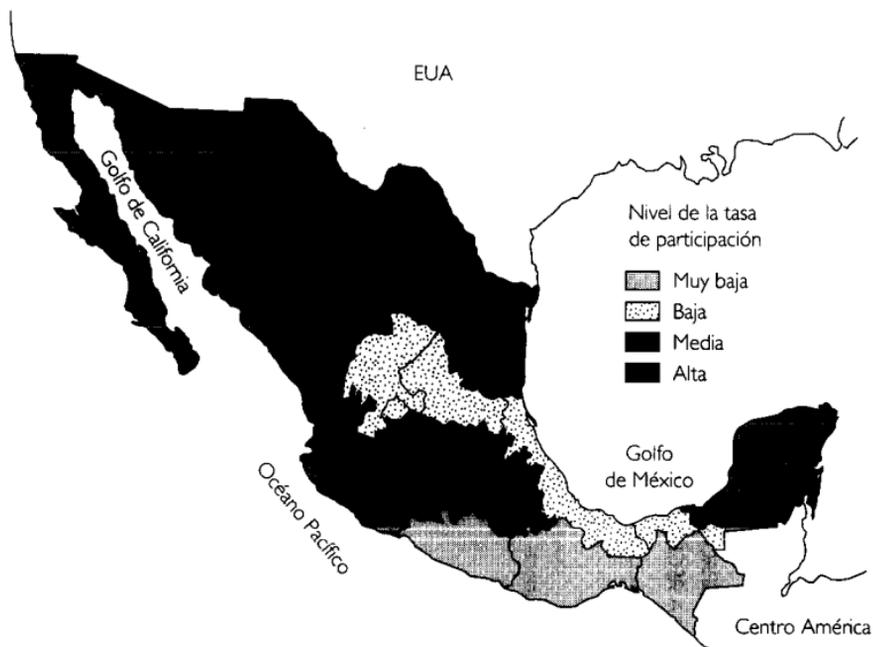 EUA
Golfo de California
Nivel de la tasa
de participación
Muy baja
Baja
Media
Alta
Golfo
de México
Océano Pacífico
Centro América